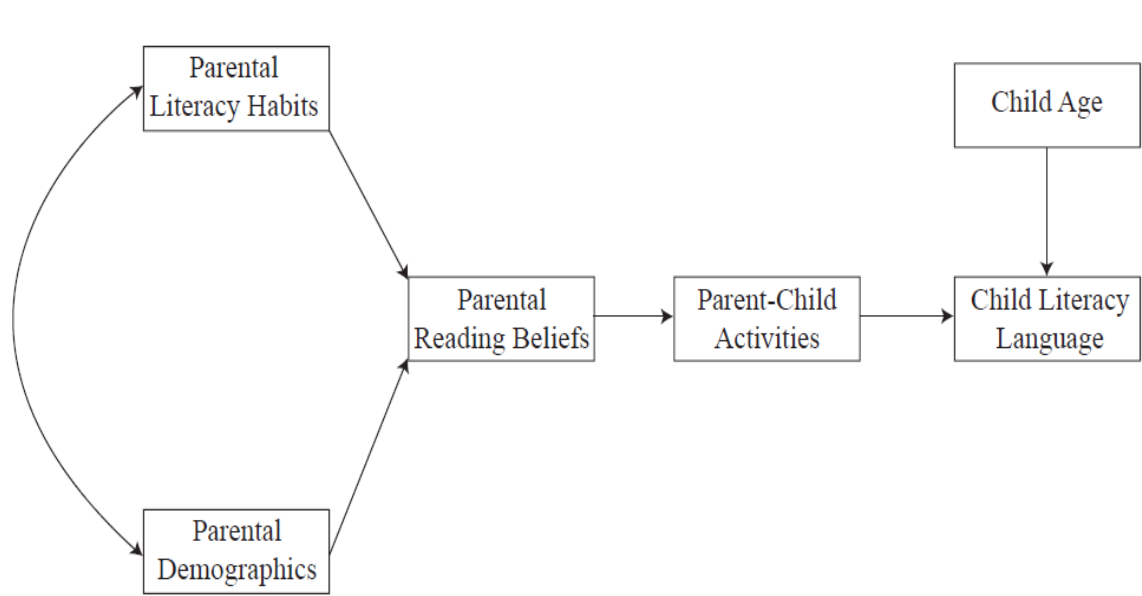 Parental
Literacy Habits
Child Age
Parental
Reading Beliefs
Parent-Child
Activities
Child Literacy
Language
Parental
Demographics